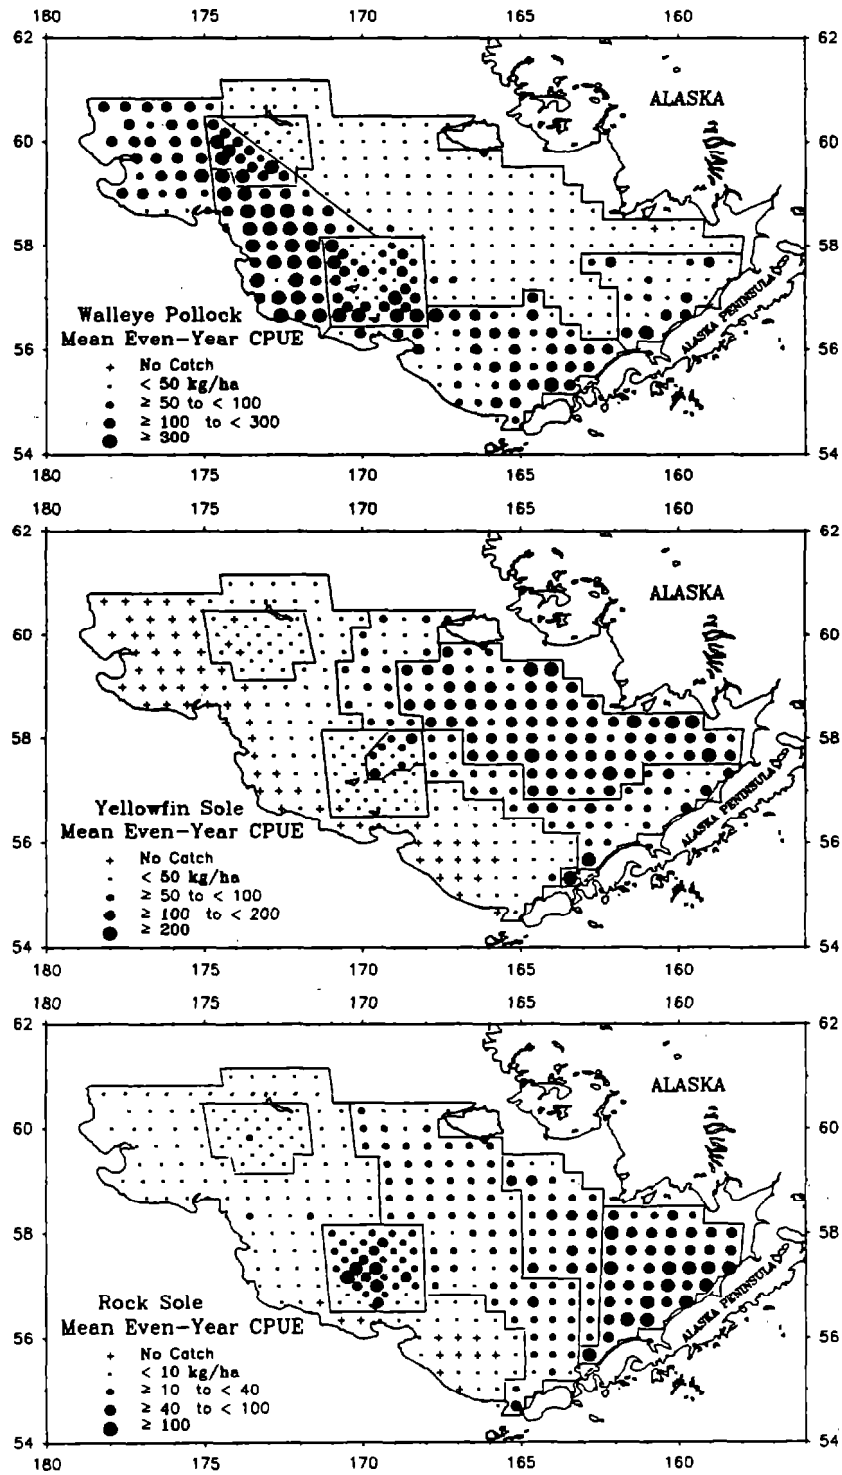 180 175 170 165 160
62 62
ALASKA
60 60
58 58
Walleye Pollock
Mean Even-Year CPUE
ALASKA PENINSULA
56 56
+ No Catch
< 50 kg/ha
≥ 50 to < 100
≥ 100 to < 300
≥ 300
54 54
180 175 170 165 160
180 175 170 165 160
62 62
ALASKA
60 60
58 58
Yellowfin Sole
Mean Even-Year CPUE
ALASKA PENINSULA
56 56
+ No Catch
< 50 kg/ha
≥ 50 to < 100
≥ 100 to < 200
≥ 200
54 54
180 175 170 165 160
180 175 170 165 160
62 62
ALASKA
60 60
58 58
Rock Sole
Mean Even-Year CPUE
ALASKA PENINSULA
56 56
+ No Catch
< 10 kg/ha
≥ 10 to < 40
≥ 40 to < 100
≥ 100
54 54
180 175 170 165 160